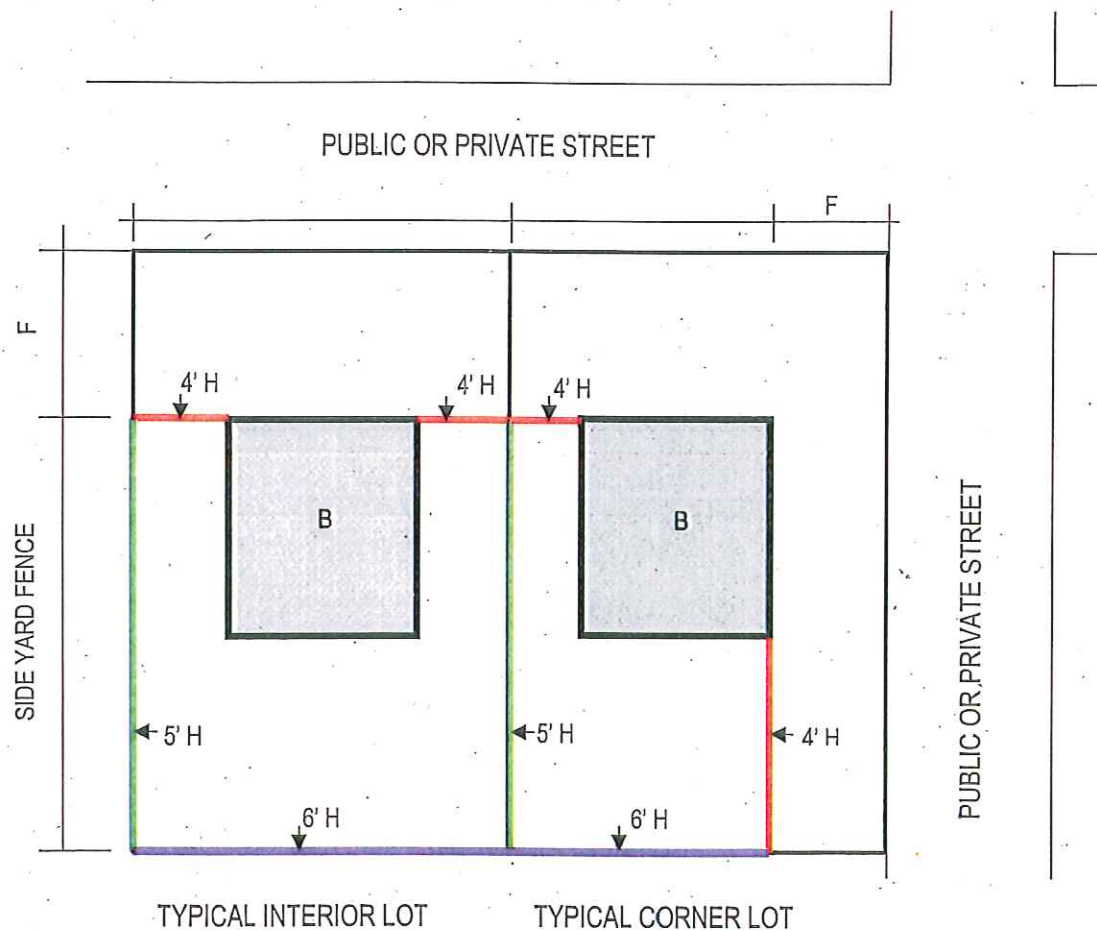 PUBLIC OR PRIVATE STREET
F
F
4' H
4' H
4' H
B
B
SIDE YARD FENCE
PUBLIC OR PRIVATE STREET
5' H
5' H
4' H
6' H
6' H
TYPICAL INTERIOR LOT
TYPICAL CORNER LOT